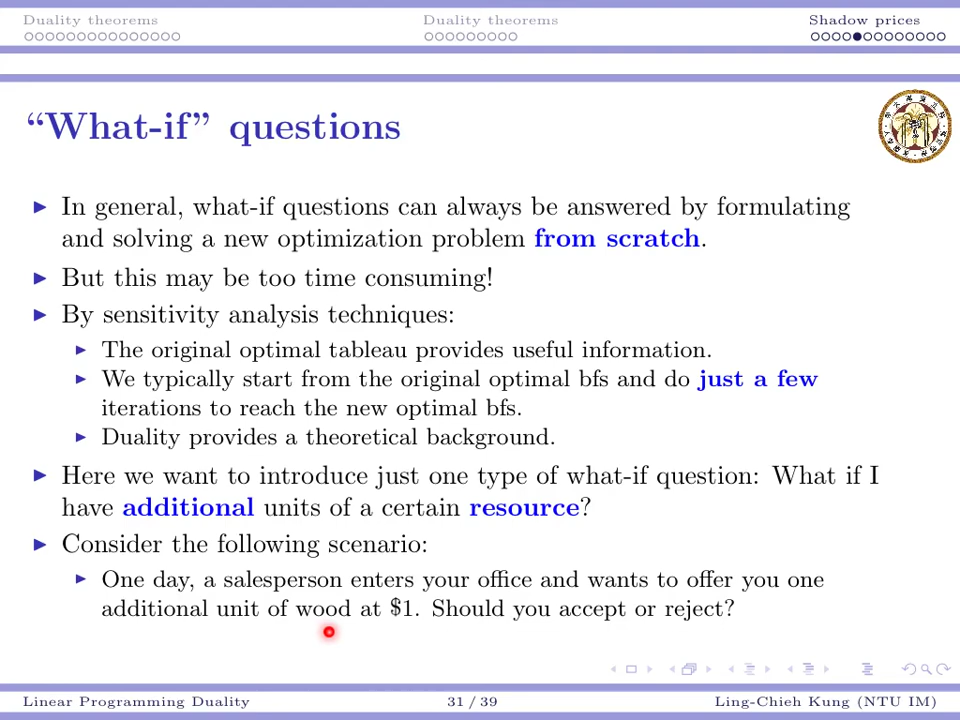 Duality theorems Duality theorems Shadow prices
“What-if” questions
In general, what-if questions can always be answered by formulating
and solving a new optimization problem from scratch.
But this may be too time consuming!
By sensitivity analysis techniques:
The original optimal tableau provides useful information.
We typically start from the original optimal bfs and do just a few
iterations to reach the new optimal bfs.
Duality provides a theoretical background.
Here we want to introduce just one type of what-if question: What if I
have additional units of a certain resource?
Consider the following scenario:
One day, a salesperson enters your office and wants to offer you one
additional unit of wood at $1. Should you accept or reject?
Linear Programming Duality 31 / 39 Ling-Chieh Kung (NTU IM)